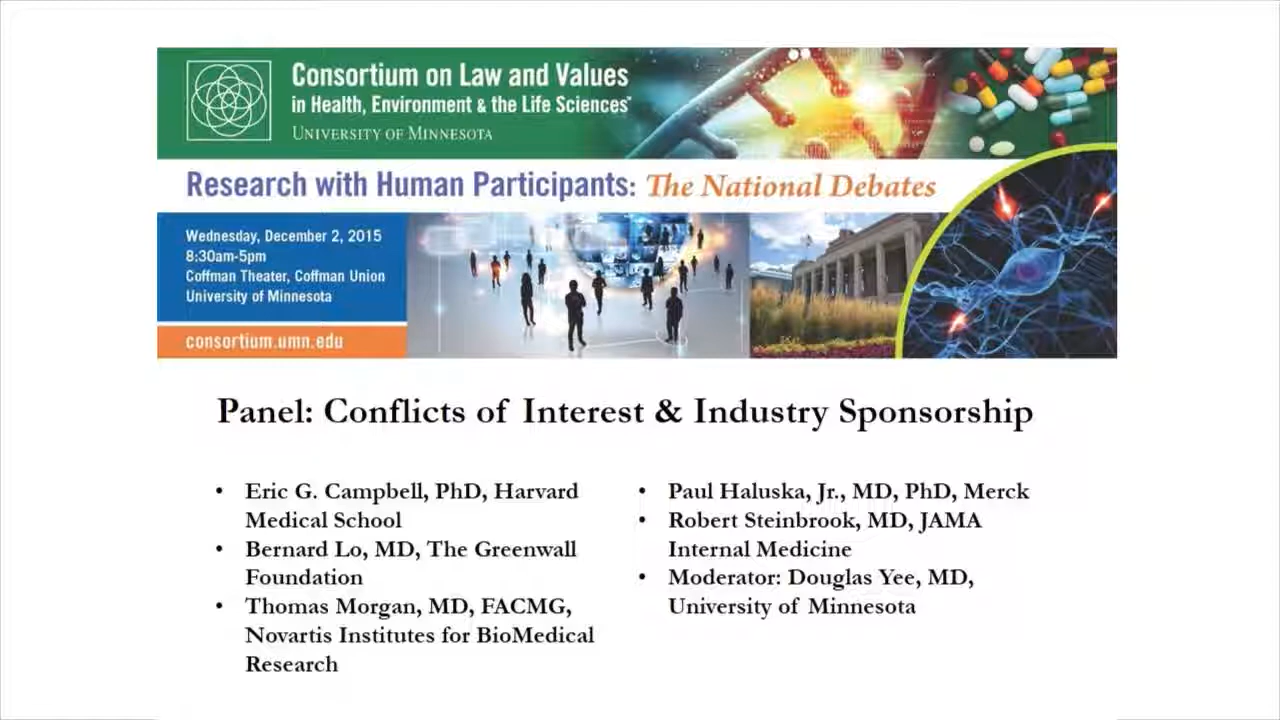 Consortium on Law and Values
in Health, Environment & the Life Sciences™
UNIVERSITY OF MINNESOTA
Research with Human Participants: The National Debates
Wednesday, December 2, 2015
8:30am-5pm
Coffman Theater, Coffman Union
University of Minnesota
consortium.umn.edu
Panel: Conflicts of Interest & Industry Sponsorship
• Eric G. Campbell, PhD, Harvard
Medical School
• Bernard Lo, MD, The Greenwall
Foundation
• Thomas Morgan, MD, FACMG,
Novartis Institutes for BioMedical
Research
• Paul Haluska, Jr., MD, PhD, Merck
• Robert Steinbrook, MD, JAMA
Internal Medicine
• Moderator: Douglas Yee, MD,
University of Minnesota